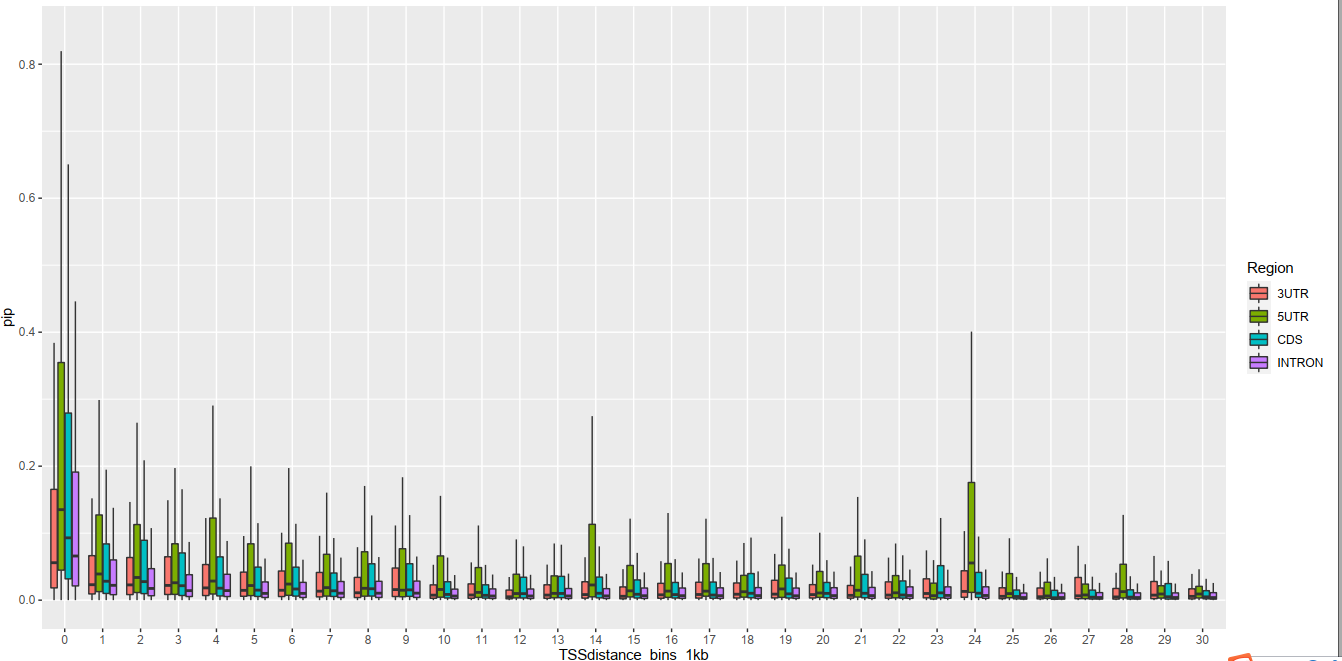 0.8
0.6
0.4
0.2
0.0
pip
0 1 2 3 4 5 6 7 8 9 10 11 12 13 14 15 16 17 18 19 20 21 22 23 24 25 26 27 28 29 30
TSSdistance_bins_1kb
Region
3UTR
5UTR
CDS
INTRON